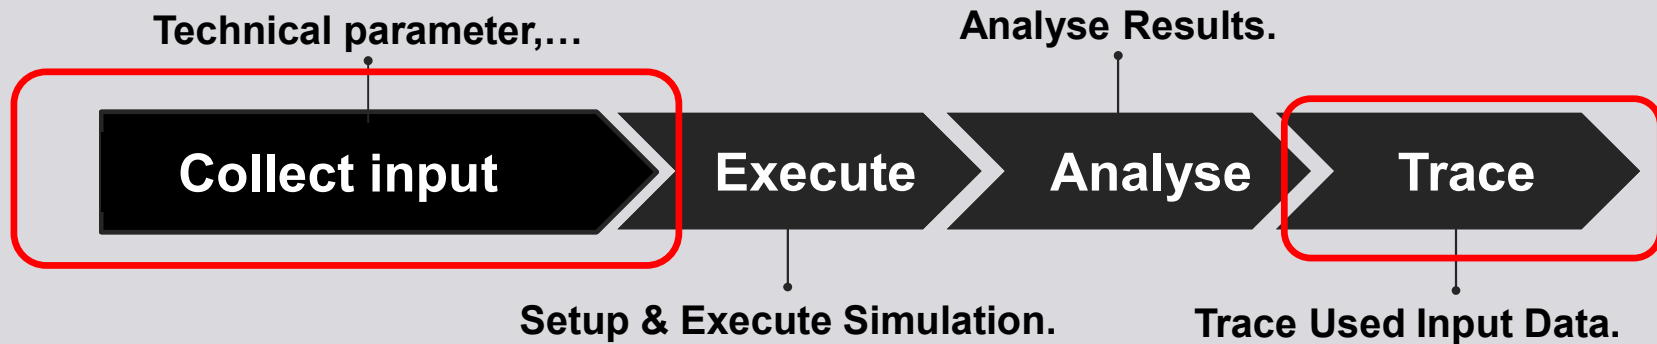 Technical parameter,…
Analyse Results.
Collect input
Execute
Analyse
Trace
Setup & Execute Simulation.
Trace Used Input Data.